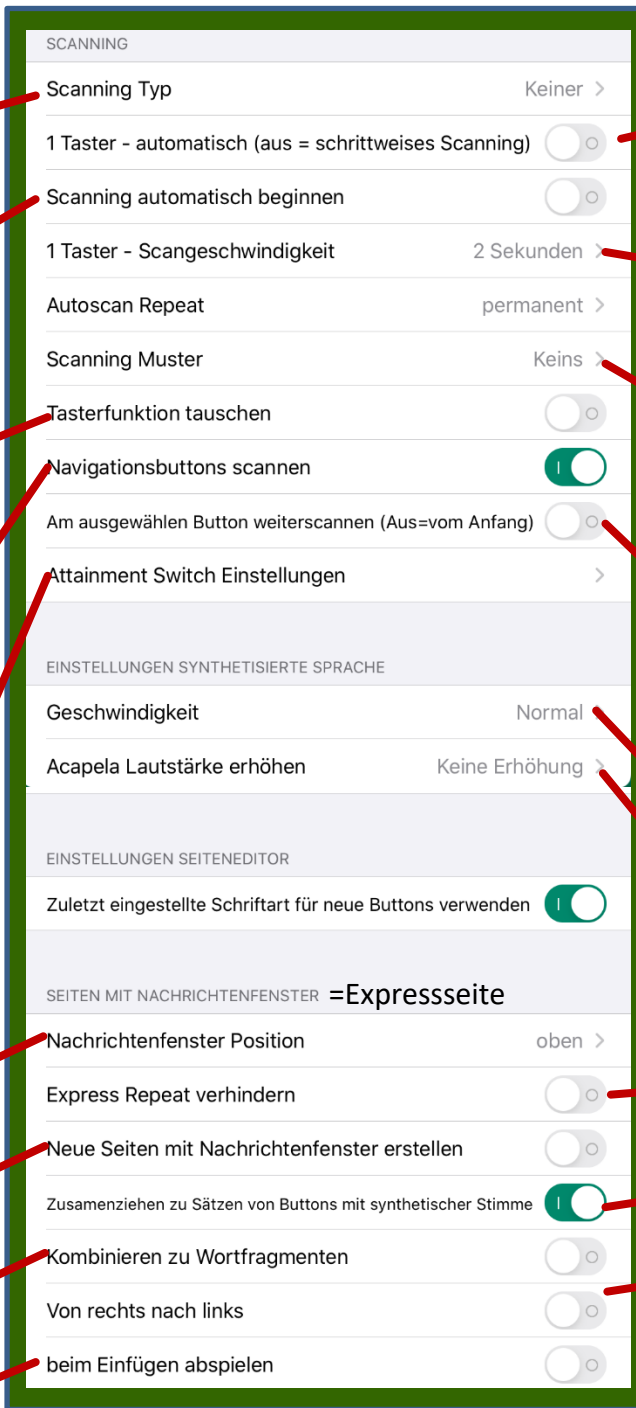 SCANNING
Scanning Typ Keiner
1 Taster - automatisch (aus = schrittweises Scanning)
Scanning automatisch beginnen
1 Taster - Scangeschwindigkeit 2 Sekunden
Autoscan Repeat permanent
Scanning Muster Keins
Tasterfunktion tauschen
Navigationsbuttons scannen
Am ausgewählen Button weiterscannen (Aus=vom Anfang)
Attainment Switch Einstellungen
EINSTELLUNGEN SYNTHETISIERTE SPRACHE
Geschwindigkeit Normal
Acapela Lautstärke erhöhen Keine Erhöhung
EINSTELLUNGEN SEITENEDITOR
Zuletzt eingestellte Schriftart für neue Buttons verwenden
SEITEN MIT NACHRICHTENFENSTER =Expressseite
Nachrichtenfenster Position oben
Express Repeat verhindern
Neue Seiten mit Nachrichtenfenster erstellen
Zusamenziehen zu Sätzen von Buttons mit synthetischer Stimme
Kombinieren zu Wortfragmenten
Von rechts nach links
beim Einfügen abspielen